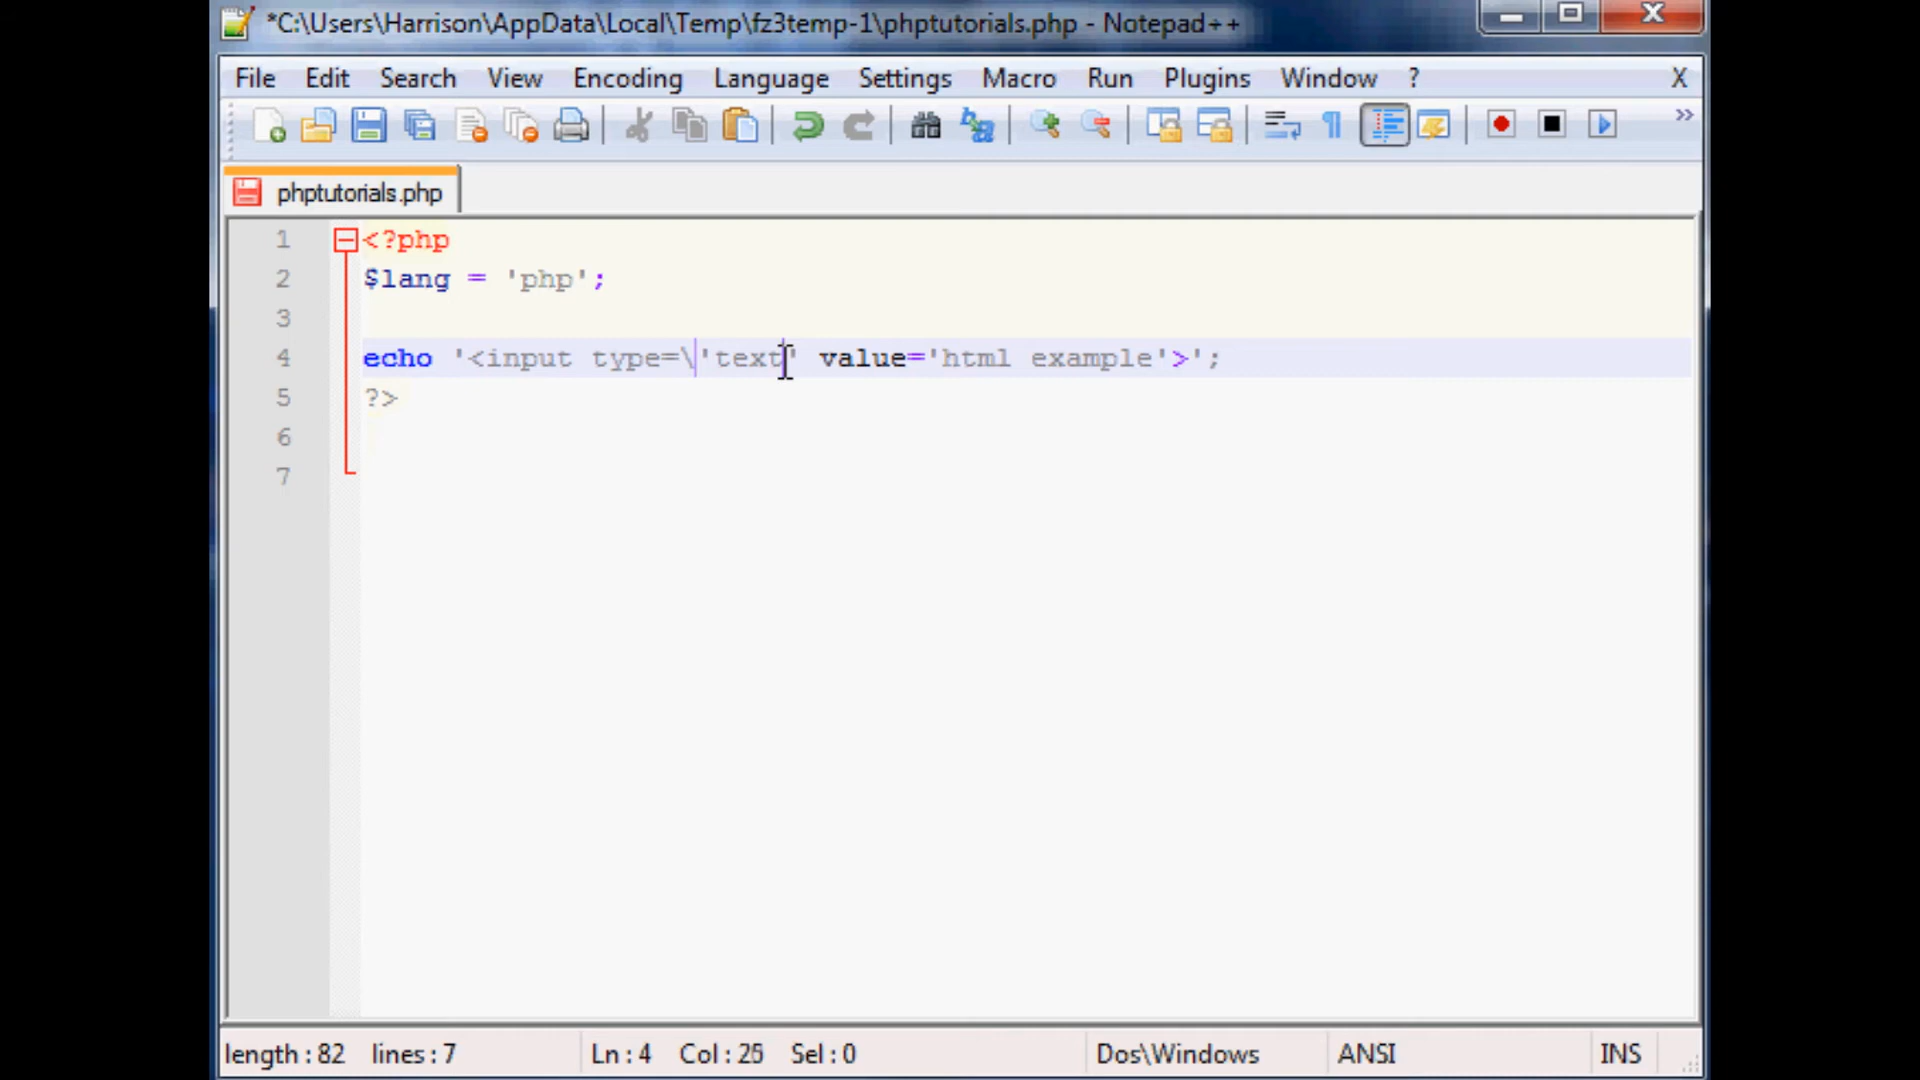 *C:\Users\Harrison\AppData\Local\Temp\fz3temp-1\phptutorials.php - Notepad++
File Edit Search View Encoding Language Settings Macro Run Plugins Window ? X
phptutorials.php
1 <?php
2 $lang = 'php';
3
4 echo '<input type=\'text' value='html example'>';
5 ?>
6
7
length : 82 lines : 7 Ln : 4 Col : 25 Sel : 0 Dos\Windows ANSI INS